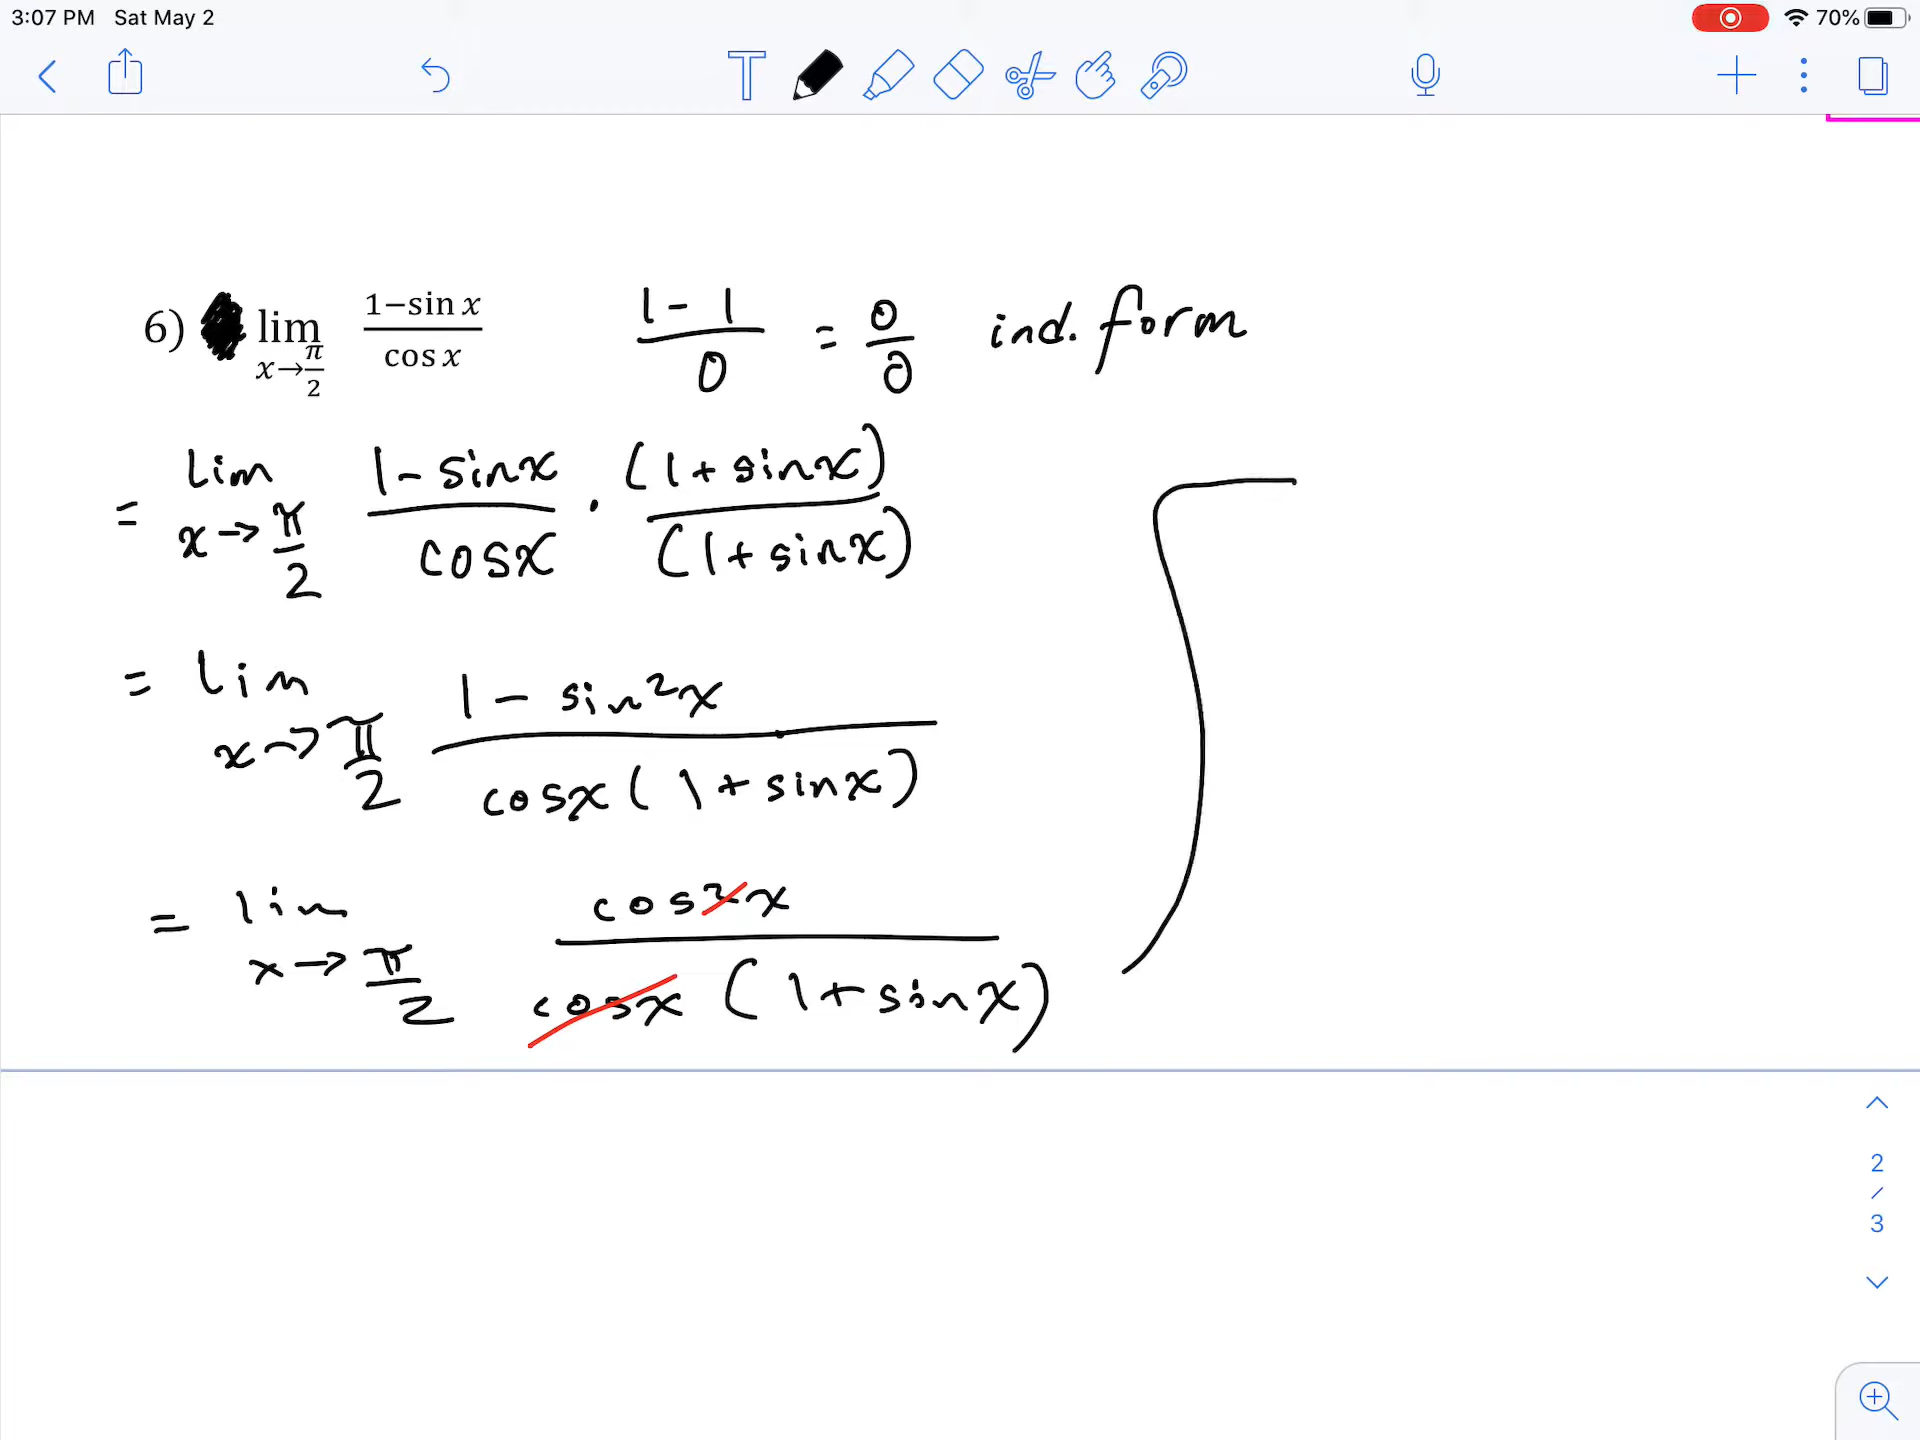 3:07 PM Sat May 2 70%
T
6) lim x→π/2 1−sin x / cos x   1 - 1 / 0 = 0/0 ind. form
= lim x→π/2 1 - sinx / cosx · (1 + sinx) / (1 + sinx)
= lim x→π/2 1 - sin²x / cosx (1 + sinx)
= lim x→π/2 cos²x / cosx (1 + sinx)
2
/
3